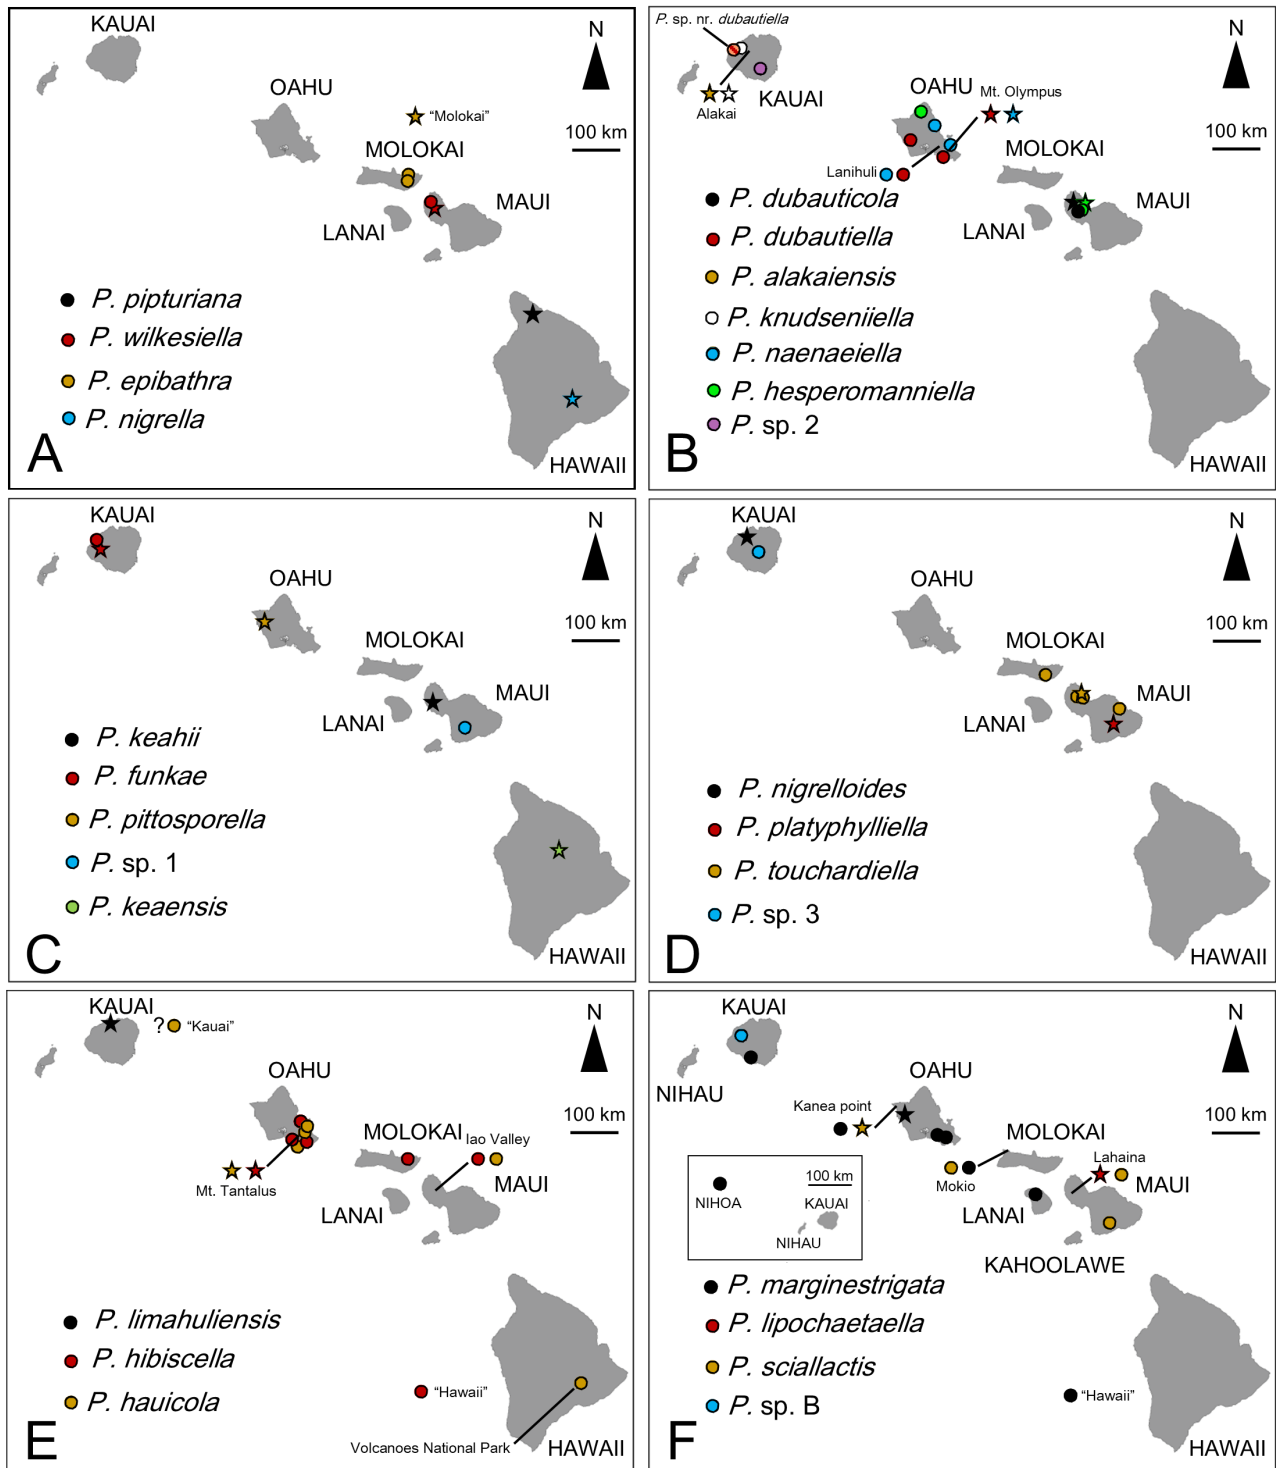 KAUAI
N
OAHU
"Molokai"
100 km
MOLOKAI
MAUI
LANAI
P. pipturiana
P. wilkesiella
P. epibathra
P. nigrella
A
HAWAII
P. sp. nr. dubautiella
N
OAHU
Mt. Olympus
KAUAI
Alakai
100 km
MOLOKAI
Lanihuli
P. dubauticola
MAUI
LANAI
P. dubautiella
P. alakaiensis
P. knudseniiella
P. naenaeiella
P. hesperomanniella
P. sp. 2
B
HAWAII
KAUAI
N
OAHU
100 km
MOLOKAI
MAUI
LANAI
P. keahii
P. funkae
P. pittosporella
P. sp. 1
P. keaensis
C
HAWAII
KAUAI
N
OAHU
100 km
MOLOKAI
MAUI
LANAI
P. nigrelloides
P. platyphylliella
P. touchardiella
P. sp. 3
D
HAWAII
KAUAI
N
? "Kauai"
OAHU
100 km
MOLOKAI
Iao Valley
Mt. Tantalus
MAUI
LANAI
P. limahuliensis
P. hibiscella
P. hauicola
"Hawaii"
Volcanoes National Park
E
HAWAII
KAUAI
N
OAHU
NIHAU
Kanea point
100 km
MOLOKAI
Lahaina
Mokio
MAUI
100 km
NIHOA
KAUAI
NIHAU
LANAI
KAHOOLAWE
P. marginestrigata
P. lipochaetaella
P. sciallactis
P. sp. B
"Hawaii"
F
HAWAII